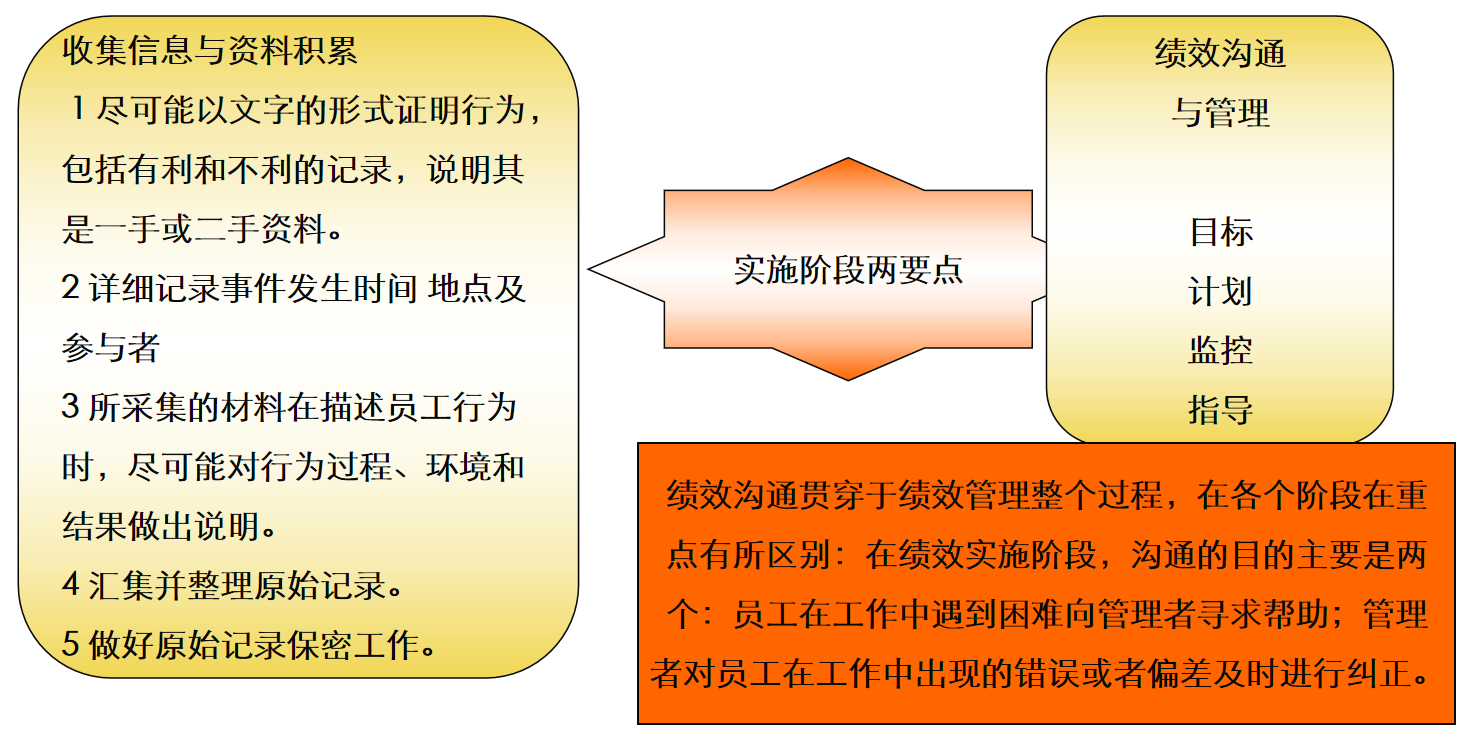 收集信息与资料积累
1 尽可能以文字的形式证明行为，
包括有利和不利的记录，说明其
是一手或二手资料。
2 详细记录事件发生时间 地点及
参与者
3 所采集的材料在描述员工行为
时，尽可能对行为过程、环境和
结果做出说明。
4 汇集并整理原始记录。
5 做好原始记录保密工作。
实施阶段两要点
绩效沟通
与管理
目标
计划
监控
指导
绩效沟通贯穿于绩效管理整个过程，在各个阶段在重
点有所区别：在绩效实施阶段，沟通的目的主要是两
个：员工在工作中遇到困难向管理者寻求帮助；管理
者对员工在工作中出现的错误或者偏差及时进行纠正。